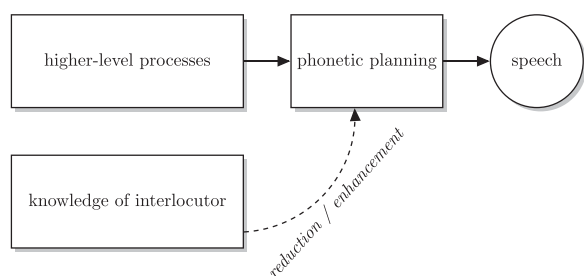 higher-level processes
phonetic planning
speech
knowledge of interlocutor
reduction / enhancement